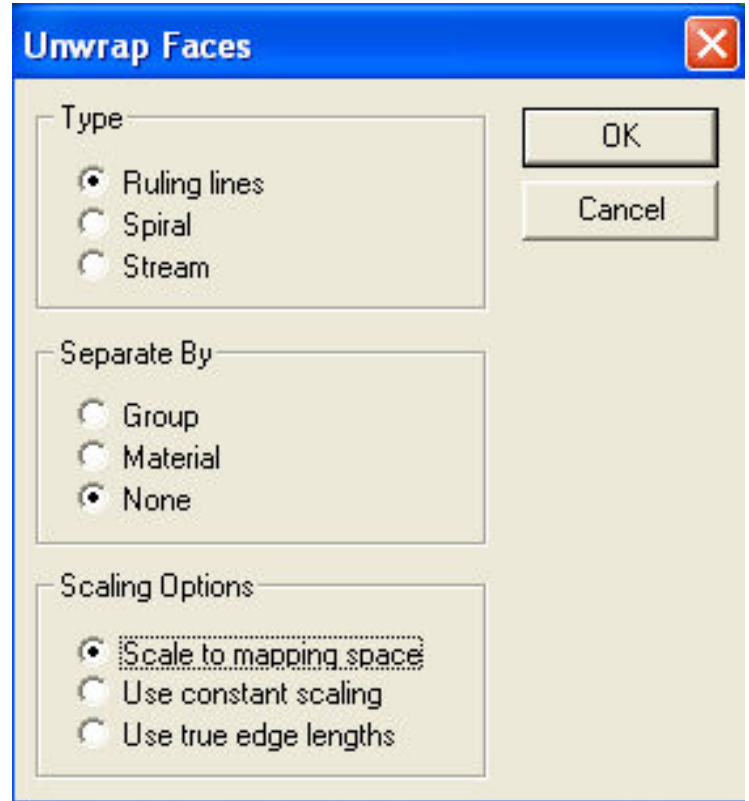 Unwrap Faces
Type
Ruling lines
Spiral
Stream
OK
Cancel
Separate By
Group
Material
None
Scaling Options
Scale to mapping space
Use constant scaling
Use true edge lengths